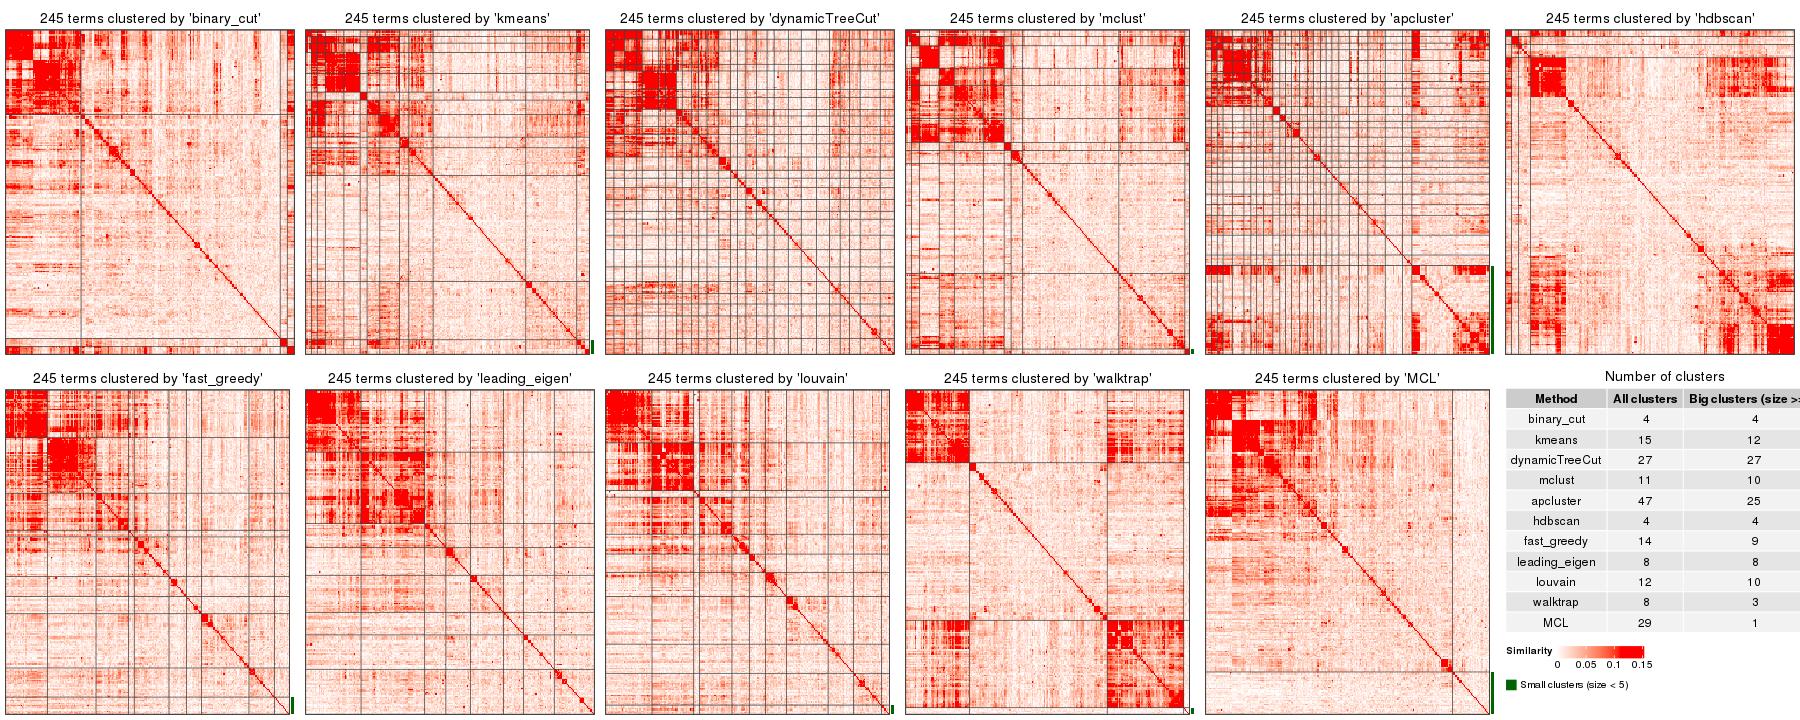 245 terms clustered by 'binary_cut'
245 terms clustered by 'kmeans'
245 terms clustered by 'dynamicTreeCut'
245 terms clustered by 'mclust'
245 terms clustered by 'apcluster'
245 terms clustered by 'hdbscan'
245 terms clustered by 'fast_greedy'
245 terms clustered by 'leading_eigen'
245 terms clustered by 'louvain'
245 terms clustered by 'walktrap'
245 terms clustered by 'MCL'
Number of clusters
Method All clusters Big clusters (size >=
binary_cut 4 4
kmeans 15 12
dynamicTreeCut 27 27
mclust 11 10
apcluster 47 25
hdbscan 4 4
fast_greedy 14 9
leading_eigen 8 8
louvain 12 10
walktrap 8 3
MCL 29 1
Similarity
0 0.05 0.1 0.15
Small clusters (size < 5)